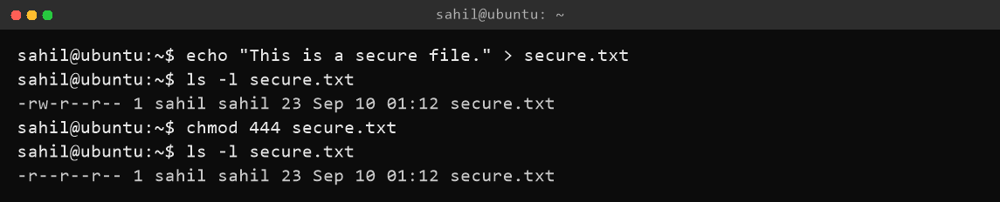 sahil@ubuntu: ~
sahil@ubuntu:~$ echo "This is a secure file." > secure.txt
sahil@ubuntu:~$ ls -l secure.txt
-rw-r--r-- 1 sahil sahil 23 Sep 10 01:12 secure.txt
sahil@ubuntu:~$ chmod 444 secure.txt
sahil@ubuntu:~$ ls -l secure.txt
-r--r--r-- 1 sahil sahil 23 Sep 10 01:12 secure.txt